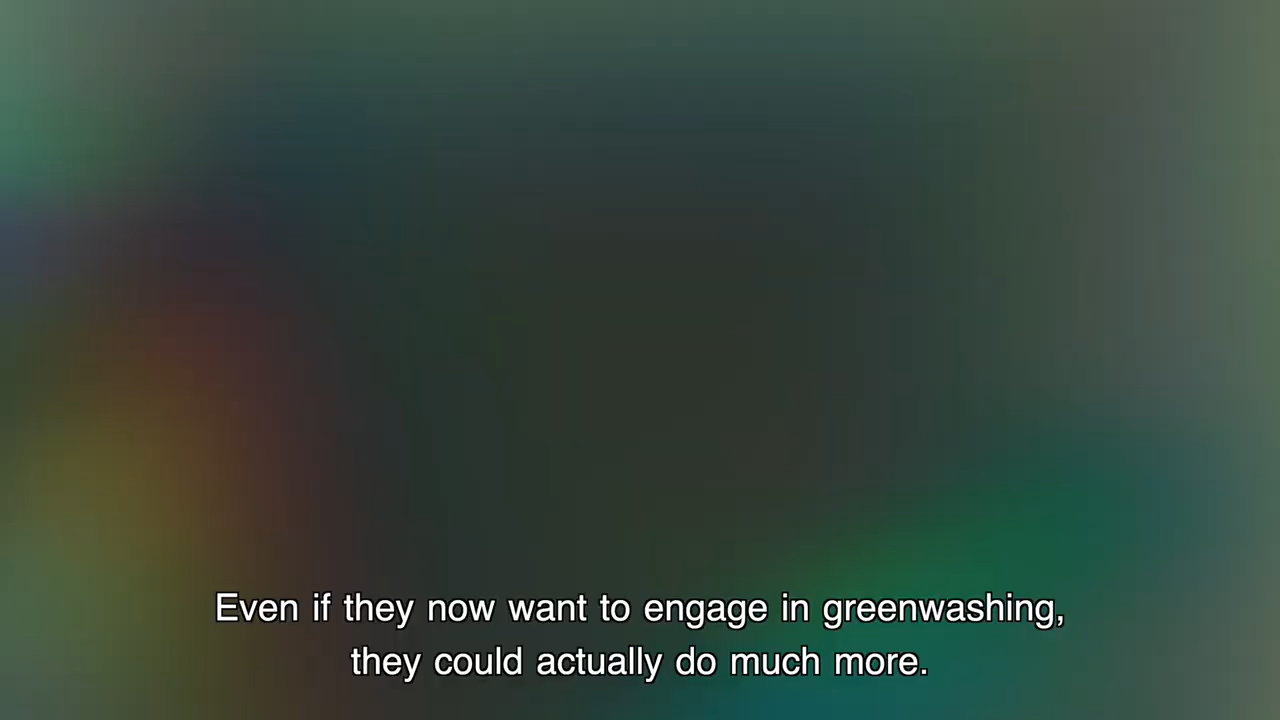 Even if they now want to engage in greenwashing,
they could actually do much more.